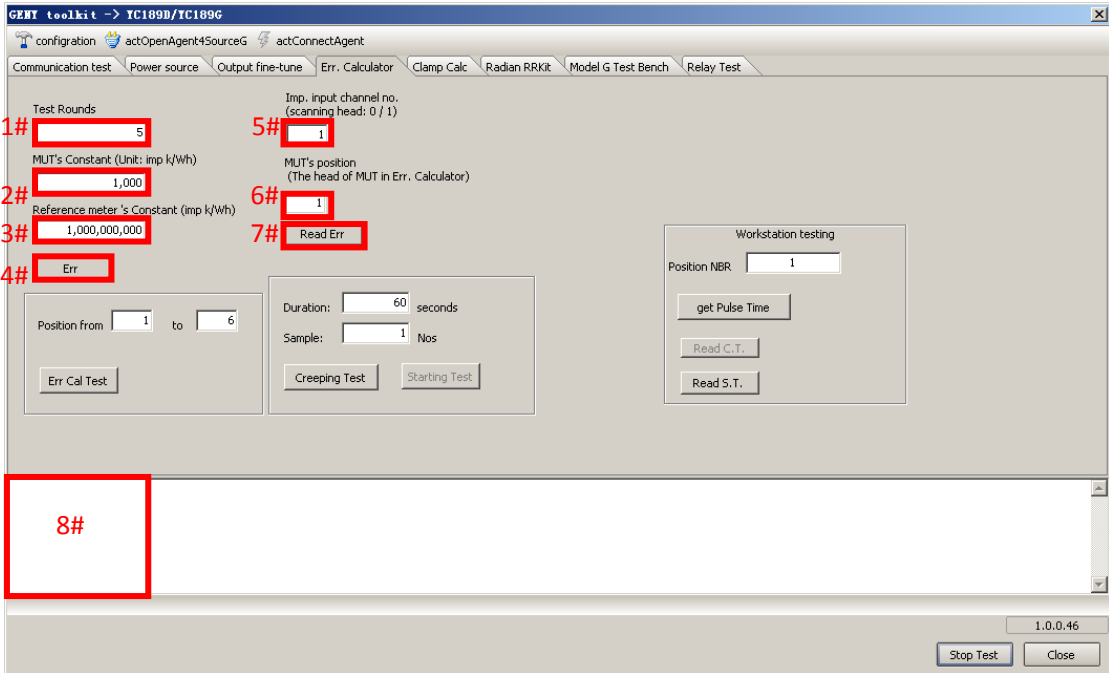 GENY toolkit -> YC189D/YC189G
configration actOpenAgent4SourceG actConnectAgent
Communication test Power source Output fine-tune Err. Calculator Clamp Calc Radian RRKit Model G Test Bench Relay Test
Test Rounds
1# 5
MUT's Constant (Unit: imp k/Wh)
2# 1,000
Reference meter 's Constant (imp k/Wh)
3# 1,000,000,000
4# Err
Imp. input channel no.
(scanning head: 0 / 1)
5# 1
MUT's position
(The head of MUT in Err. Calculator)
6# 1
7# Read Err
Position from 1 to 6
Err Cal Test
Duration: 60 seconds
Sample: 1 Nos
Creeping Test Starting Test
Workstation testing
Position NBR 1
get Pulse Time
Read C.T.
Read S.T.
8#
1.0.0.46
Stop Test Close